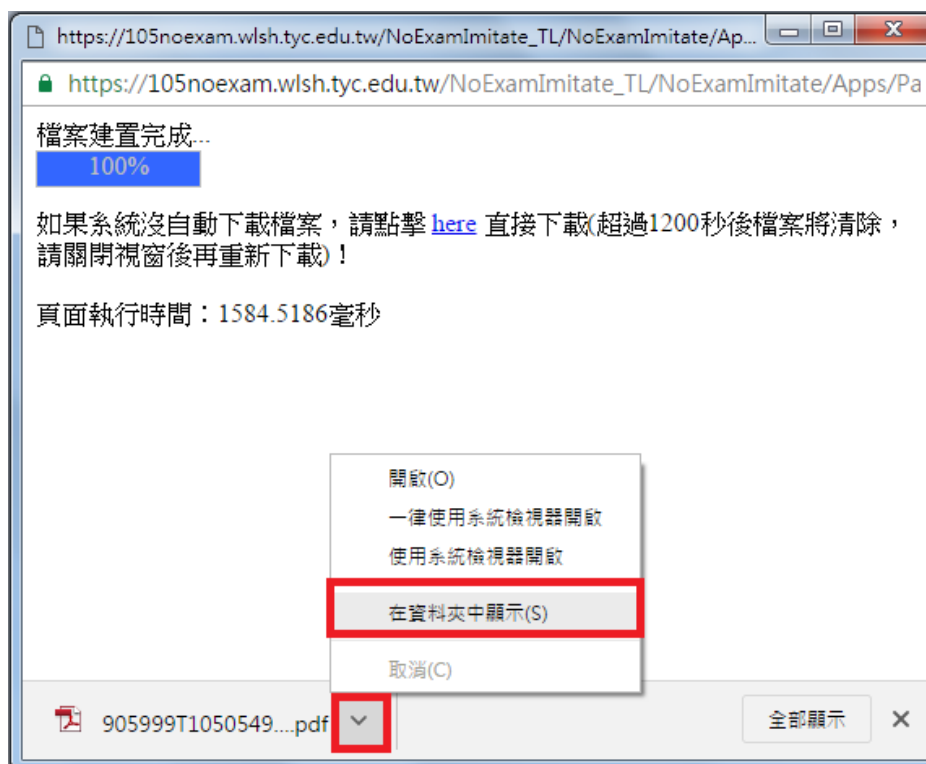 https://105noexam.wlsh.tyc.edu.tw/NoExamImitate_TL/NoExamImitate/Ap...
https://105noexam.wlsh.tyc.edu.tw/NoExamImitate_TL/NoExamImitate/Apps/Pa
檔案建置完成...
100%
如果系統沒自動下載檔案，請點擊 here 直接下載(超過1200秒後檔案將清除，
請關閉視窗後再重新下載)！
頁面執行時間：1584.5186毫秒
開啟(O)
一律使用系統檢視器開啟
使用系統檢視器開啟
在資料夾中顯示(S)
取消(C)
905999T1050549....pdf
全部顯示